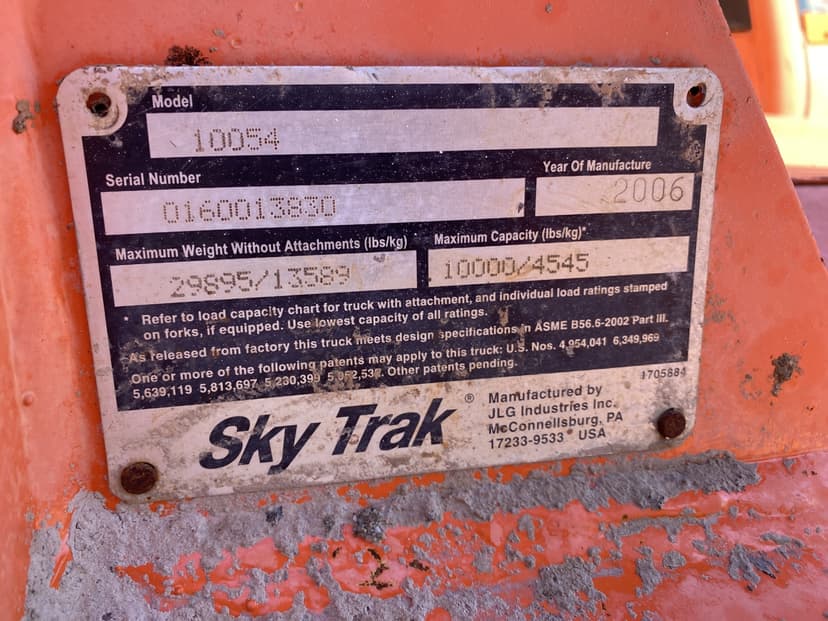 Model
10054
Serial Number
0160013830
Year Of Manufacture
2006
Maximum Weight Without Attachments (lbs/kg)
29895/13589
Maximum Capacity (lbs/kg)*
10000/4545
* Refer to load capacity chart for truck with attachment, and individual load ratings stamped
on forks, if equipped. Use lowest capacity of all ratings.
As released from factory this truck meets design specifications in ASME B56.6-2002 Part III.
One or more of the following patents may apply to this truck: U.S. Nos. 4,954,041 6,349,969
5,639,119 5,813,697 5,230,399 Other patents pending.
1705884
Sky Trak ®
Manufactured by
JLG Industries Inc.
McConnellsburg, PA
17233-9533 USA